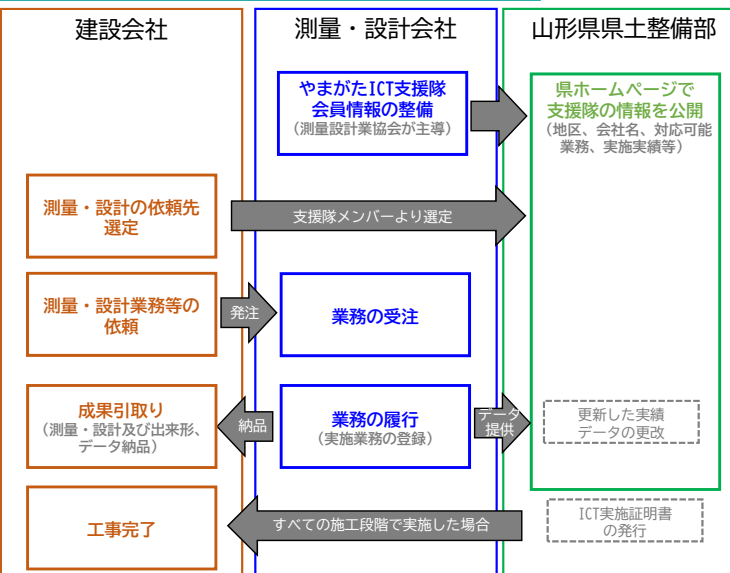 建設会社
測量・設計会社
山形県県土整備部
やまがたICT支援隊
会員情報の整備
(測量設計業協会が主導)
県ホームページで
支援隊の情報を公開
(地区、会社名、対応可能
業務、実施実績等)
測量・設計の依頼先
選定
支援隊メンバーより選定
測量・設計業務等の
依頼
発注
業務の受注
成果引取り
(測量・設計及び出来形、
データ納品)
納品
業務の履行
(実施業務の登録)
データ
提供
更新した実績
データの更改
工事完了
すべての施工段階で実施した場合
ICT実施証明書
の発行